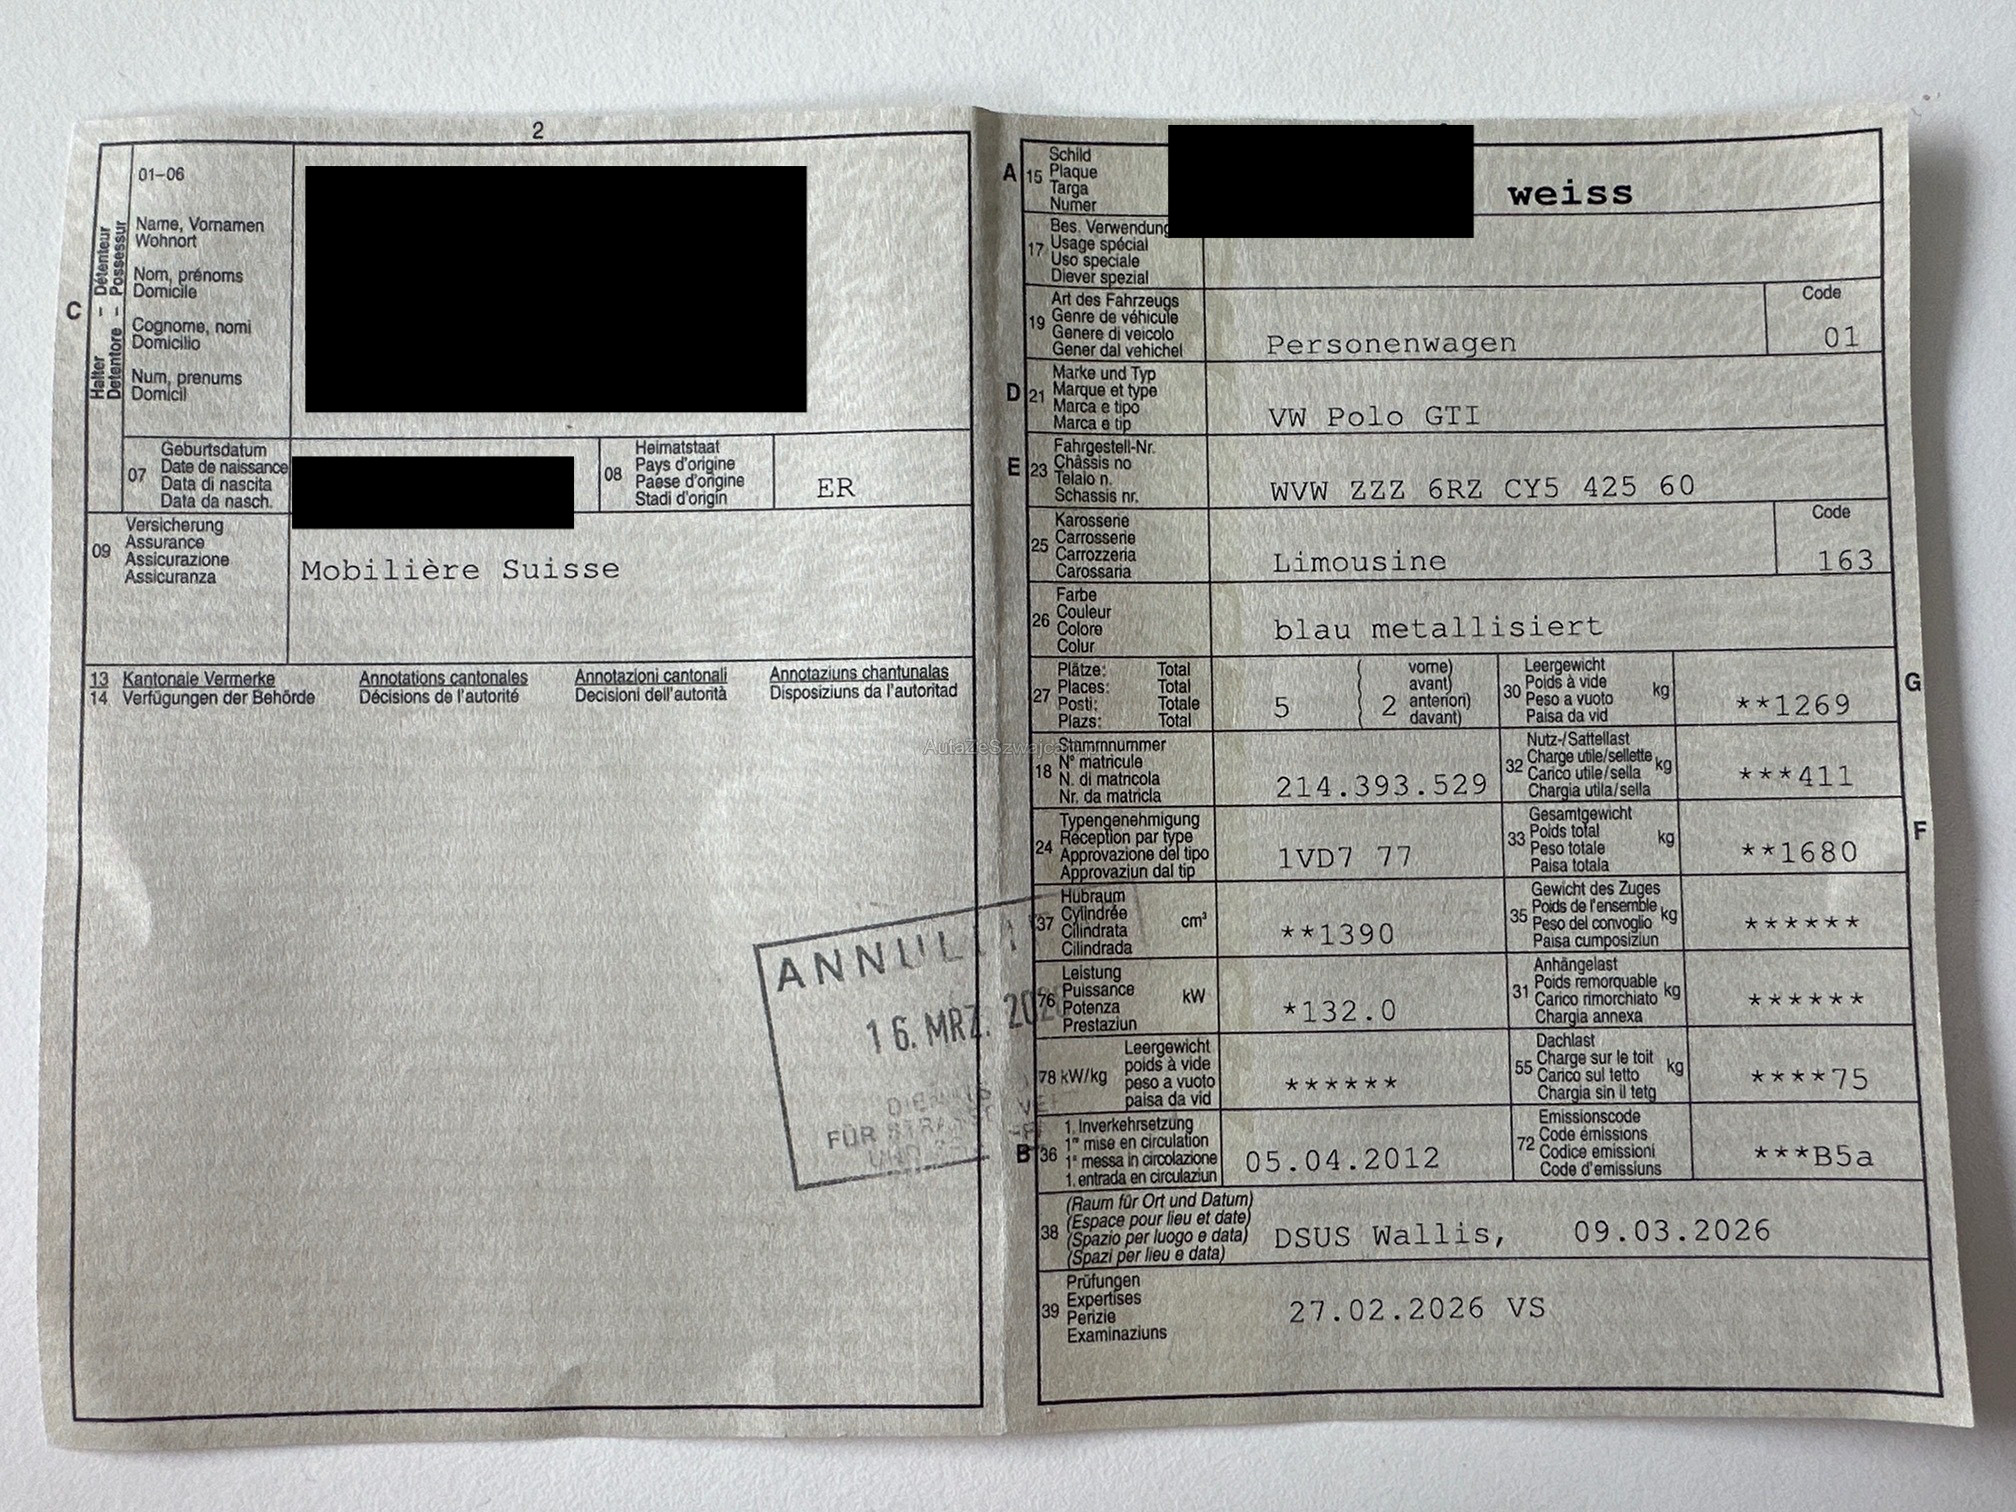 2
01–06
Halter – Détenteur
Detentore – Possessur
C
Name, Vornamen
Wohnort
Nom, prénoms
Domicile
Cognome, nomi
Domicilio
Num, prenums
Domicil
07
Geburtsdatum
Date de naissance
Data di nascita
Data da nasch.
08
Heimatstaat
Pays d'origine
Paese d'origine
Stadi d'origin
ER
09
Versicherung
Assurance
Assicurazione
Assicuranza
Mobilière Suisse
13 Kantonale Vermerke Annotations cantonales Annotazioni cantonali Annotaziuns chantunalas
14 Verfügungen der Behörde Décisions de l'autorité Decisioni dell'autorità Disposiziuns da l'autoritad
16. MRZ.
FÜR
A
15
Schild
Plaque
Targa
Numer
weiss
17
Bes. Verwendung
Usage spécial
Uso speciale
Diever spezial
19
Art des Fahrzeugs
Genre de véhicule
Genere di veicolo
Gener dal vehichel
Personenwagen
Code
01
D
21
Marke und Typ
Marque et type
Marca e tipo
Marca e tip
VW Polo GTI
E
23
Fahrgestell-Nr.
Châssis no
Telaio n.
Schassis nr.
WVW ZZZ 6RZ CY5 425 60
25
Karosserie
Carrosserie
Carrozzeria
Carossaria
Limousine
Code
163
26
Farbe
Couleur
Colore
Colur
blau metallisiert
27
Plätze: Total
Places: Total
Posti: Totale
Plazs: Total
5
2
vorne)
avant)
anteriori)
davant)
30
Leergewicht
Poids à vide
Peso a vuoto
Paisa da vid
kg
**1269
G
18
Stammnummer
N° matricule
N. di matricola
Nr. da matricla
214.393.529
32
Nutz-/Sattellast
Charge utile/sellette
Carico utile/sella
Chargia utila/sella
kg
***411
24
Typengenehmigung
Réception par type
Approvazione del tipo
Approvaziun dal tip
1VD7 77
33
Gesamtgewicht
Poids total
Peso totale
Paisa totala
kg
**1680
F
37
Hubraum
Cylindrée
Cilindrata
Cilindrada
cm³
**1390
35
Gewicht des Zuges
Poids de l'ensemble
Peso del convoglio
Paisa cumposiziun
kg
******
76
Leistung
Puissance
Potenza
Prestaziun
kW
*132.0
31
Anhängelast
Poids remorquable
Carico rimorchiato
Chargia annexa
kg
******
78 kW/kg
Leergewicht
poids à vide
peso a vuoto
paisa da vid
******
55
Dachlast
Charge sur le toit
Carico sul tetto
Chargia sin il tetg
kg
****75
B
36
1. Inverkehrsetzung
1re mise en circulation
1a messa in circolazione
1. entrada en circulaziun
05.04.2012
72
Emissionscode
Code émissions
Codice emissioni
Code d'emissiuns
***B5a
38
(Raum für Ort und Datum)
(Espace pour lieu et date)
(Spazio per luogo e data)
(Spazi per lieu e data)
DSUS Wallis, 09.03.2026
39
Prüfungen
Expertises
Perizie
Examinaziuns
27.02.2026 VS